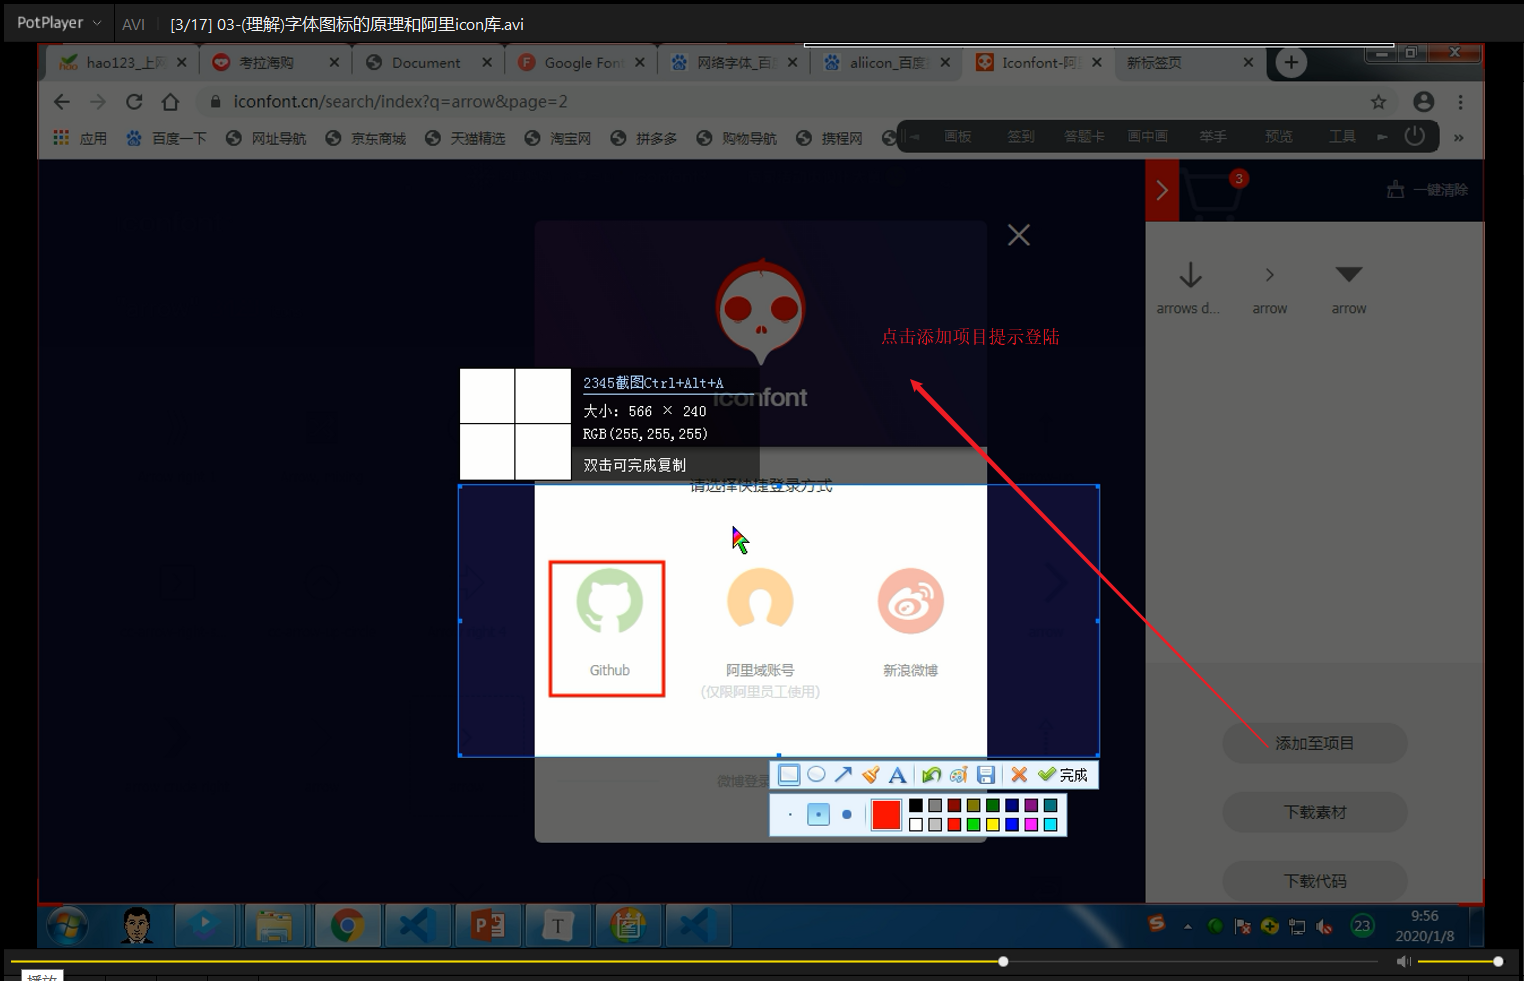 PotPlayer AVI [3/17] 03-(理解)字体图标的原理和阿里icon库.avi
hao123_上网 考拉海购 Document Google Font 网络字体_百 aliicon_百度 Iconfont-阿 新标签页
iconfont.cn/search/index?q=arrow&page=2
应用 百度一下 网址导航 京东商城 天猫精选 淘宝网 拼多多 购物导航 携程网 画板 签到 答题卡 画中画 举手 预览 工具 »
3 一键清除
arrows d... arrow arrow
点击添加项目提示登陆
iconfont
2345截图Ctrl+Alt+A
大小: 566 × 240
RGB(255,255,255)
双击可完成复制
请选择快捷登录方式
Github 阿里域账号 新浪微博
(仅限阿里员工使用)
添加至项目
微博登录
完成
下载素材
下载代码
23 9:56
2020/1/8
播放